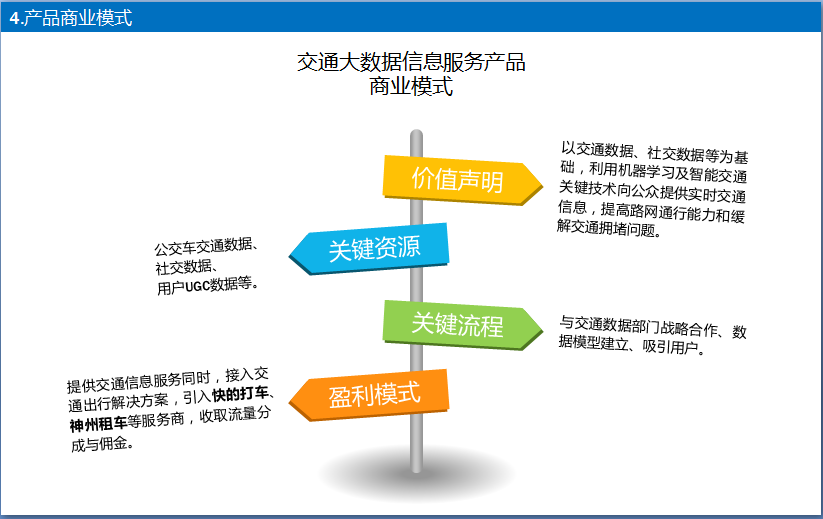 4.产品商业模式
交通大数据信息服务产品
商业模式
价值声明
以交通数据、社交数据等为基
础，利用机器学习及智能交通
关键技术向公众提供实时交通
信息，提高路网通行能力和缓
解交通拥堵问题。
关键资源
公交车交通数据、
社交数据、
用户UGC数据等。
关键流程
与交通数据部门战略合作、数
据模型建立、吸引用户。
盈利模式
提供交通信息服务同时，接入交
通出行解决方案，引入快的打车、
神州租车等服务商，收取流量分
成与佣金。